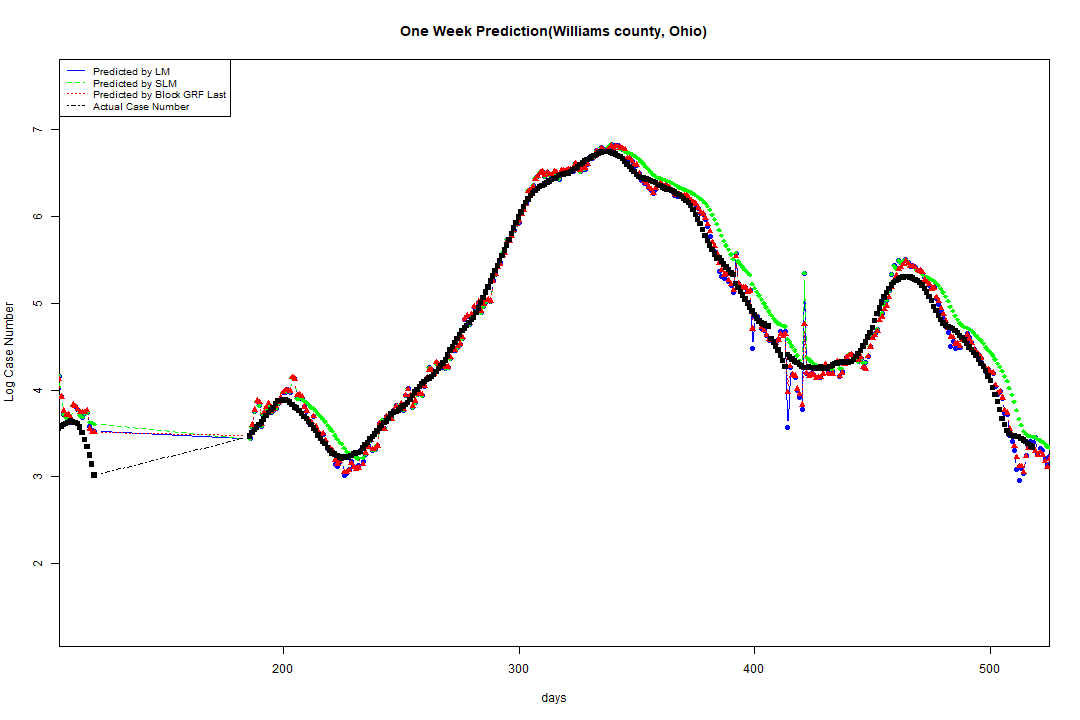 One Week Prediction(Williams county, Ohio)
Predicted by LM
Predicted by SLM
Predicted by Block GRF Last
Actual Case Number
7
6
5
4
3
2
Log Case Number
200 300 400 500
days